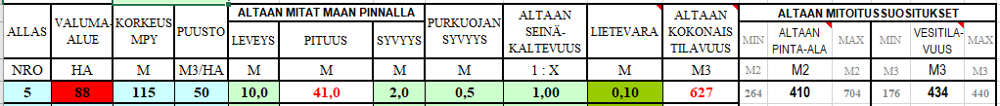 ALLAS VALUMA-ALUE KORKEUS MPY PUUSTO ALTAAN MITAT MAAN PINNALLA PURKUOJAN SYVYYS ALTAAN SEINÄ-KALTEVUUS LIETEVARA ALTAAN KOKONAIS TILAVUUS ALTAAN MITOITUSSUOSITUKSET
LEVEYS PITUUS SYVYYS MIN ALTAAN PINTA-ALA MAX MIN VESITILA-VUUS MAX
NRO HA M M3/HA M M M M 1 : X M M3 M2 M2 M2 M3 M3 M3
5 88 115 50 10,0 41,0 2,0 0,5 1,00 0,10 627 264 410 704 176 434 440